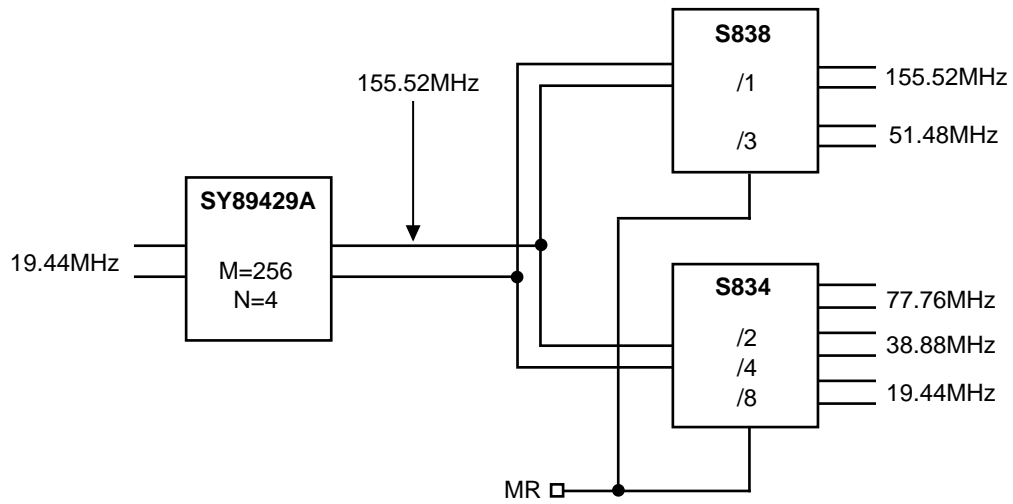 S838
/1
/3
155.52MHz
51.48MHz
155.52MHz
SY89429A
M=256
N=4
19.44MHz
S834
/2
/4
/8
77.76MHz
38.88MHz
19.44MHz
MR